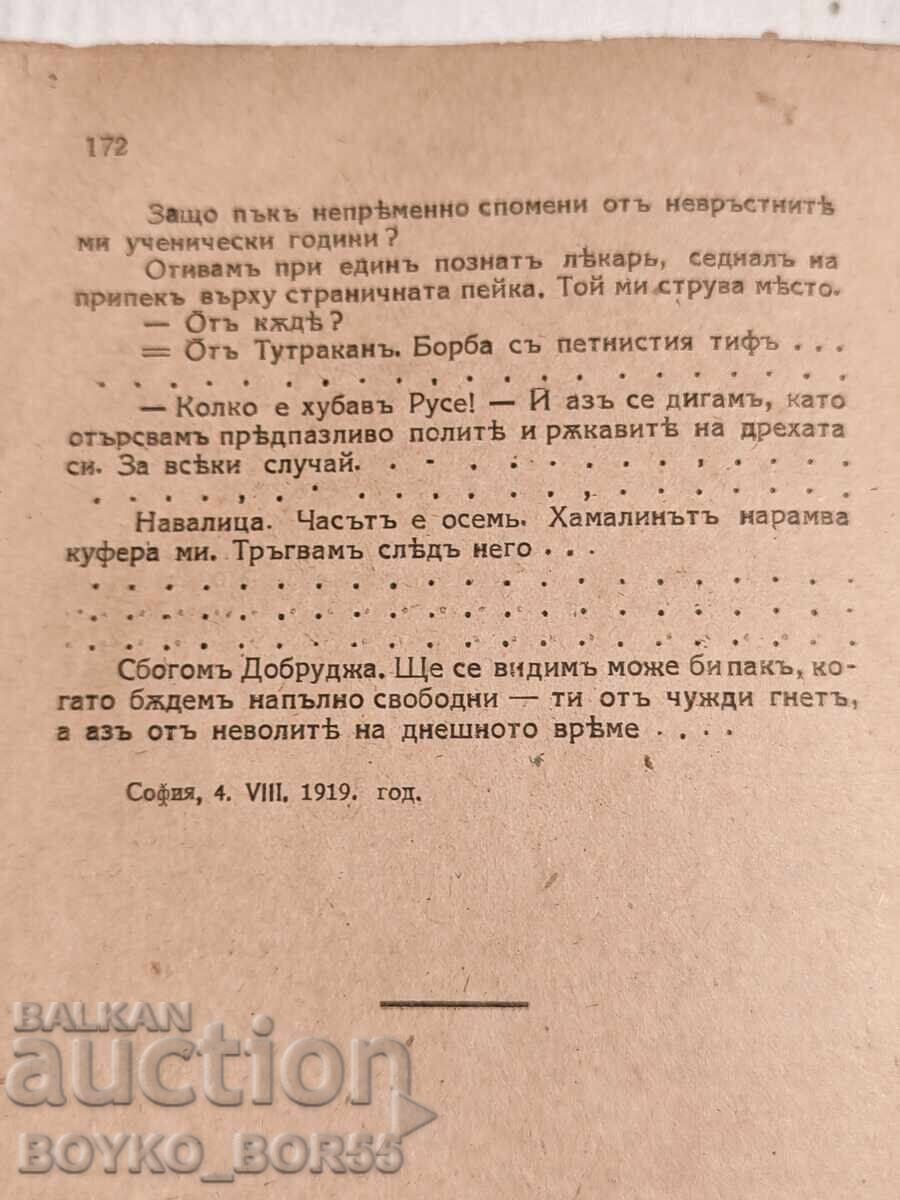 172
Защо пъкъ непрѣменно спомени отъ невръстнитѣ
ми ученически години?
Отивамъ при единъ познатъ лѣкарь, седналъ на
припекъ върху страничната пейка. Той ми струва мѣсто.
— Отъ кѫдѣ?
= Отъ Тутраканъ. Борба съ петнистия тифъ . . .
. . . . . . . . . . . . . . . . . . . . . .
— Колко е хубавъ Русе! — И азъ се дигамъ, като
отърсвамъ прѣдпазливо политѣ и рѫкавитѣ на дрехата
си. За всѣки случай. . . . . . . . . . . . . . .
. . . . . . . . . . . . . . . . . . . . . .
Навалица. Часътъ е осемь. Хамалинътъ нарамва
куфера ми. Тръгвамъ слѣдъ него . . .
. . . . . . . . . . . . . . . . . . . . . .
. . . . . . . . . . . . . . . . . . . . . .
. . . . . . . . . . . . . . . . . . . . . .
Сбогомъ Добруджа. Ще се видимъ може би пакъ, ко-
гато бѫдемъ напълно свободни — ти отъ чужди гнетъ,
а азъ отъ неволитѣ на днешното врѣме . . . .
София, 4. VIII. 1919. год.
BALKAN
auction
BOYKO_BOR55